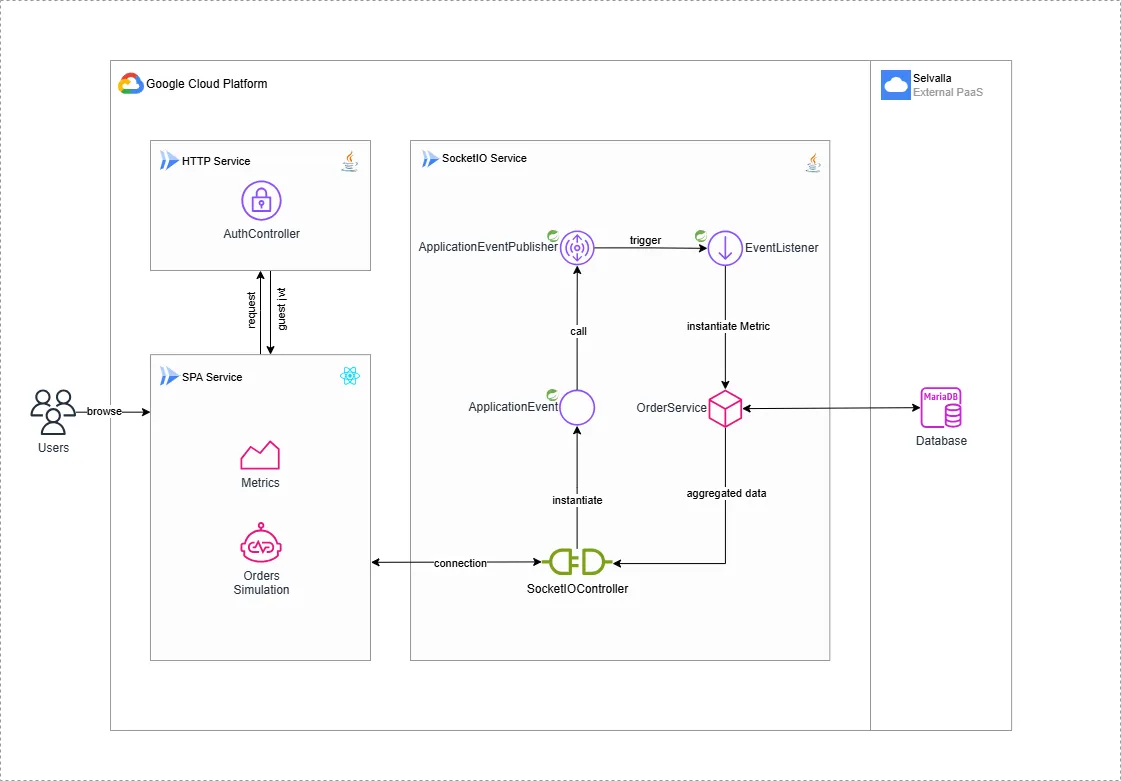 Google Cloud Platform
Selvalla
External PaaS
HTTP Service
AuthController
SocketIO Service
ApplicationEventPublisher
trigger
EventListener
request
guest jwt
call
instantiate Metric
SPA Service
browse
Users
Metrics
Orders
Simulation
ApplicationEvent
OrderService
MariaDB
Database
instantiate
aggregated data
connection
SocketIOController